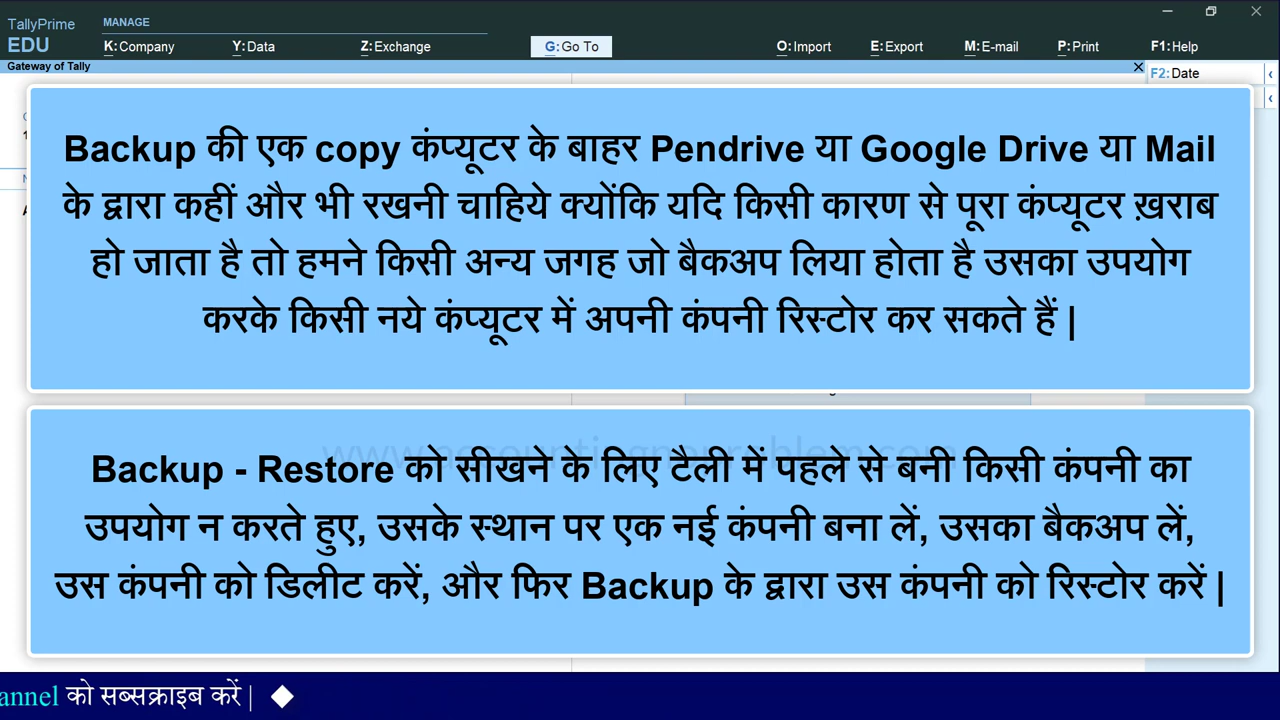 TallyPrime
EDU
MANAGE
K:Company
Y:Data
Z:Exchange
G:Go To
O:Import
E:Export
M:E-mail
P:Print
F1:Help
Gateway of Tally
F2:Date
Backup की एक copy कंप्यूटर के बाहर Pendrive या Google Drive या Mail
के द्वारा कहीं और भी रखनी चाहिये क्योंकि यदि किसी कारण से पूरा कंप्यूटर ख़राब
हो जाता है तो हमने किसी अन्य जगह जो बैकअप लिया होता है उसका उपयोग
करके किसी नये कंप्यूटर में अपनी कंपनी रिस्टोर कर सकते हैं |
www.accountingnoproblem.com
Backup - Restore को सीखने के लिए टैली में पहले से बनी किसी कंपनी का
उपयोग न करते हुए, उसके स्थान पर एक नई कंपनी बना लें, उसका बैकअप लें,
उस कंपनी को डिलीट करें, और फिर Backup के द्वारा उस कंपनी को रिस्टोर करें |
annel को सब्सक्राइब करें | ◆